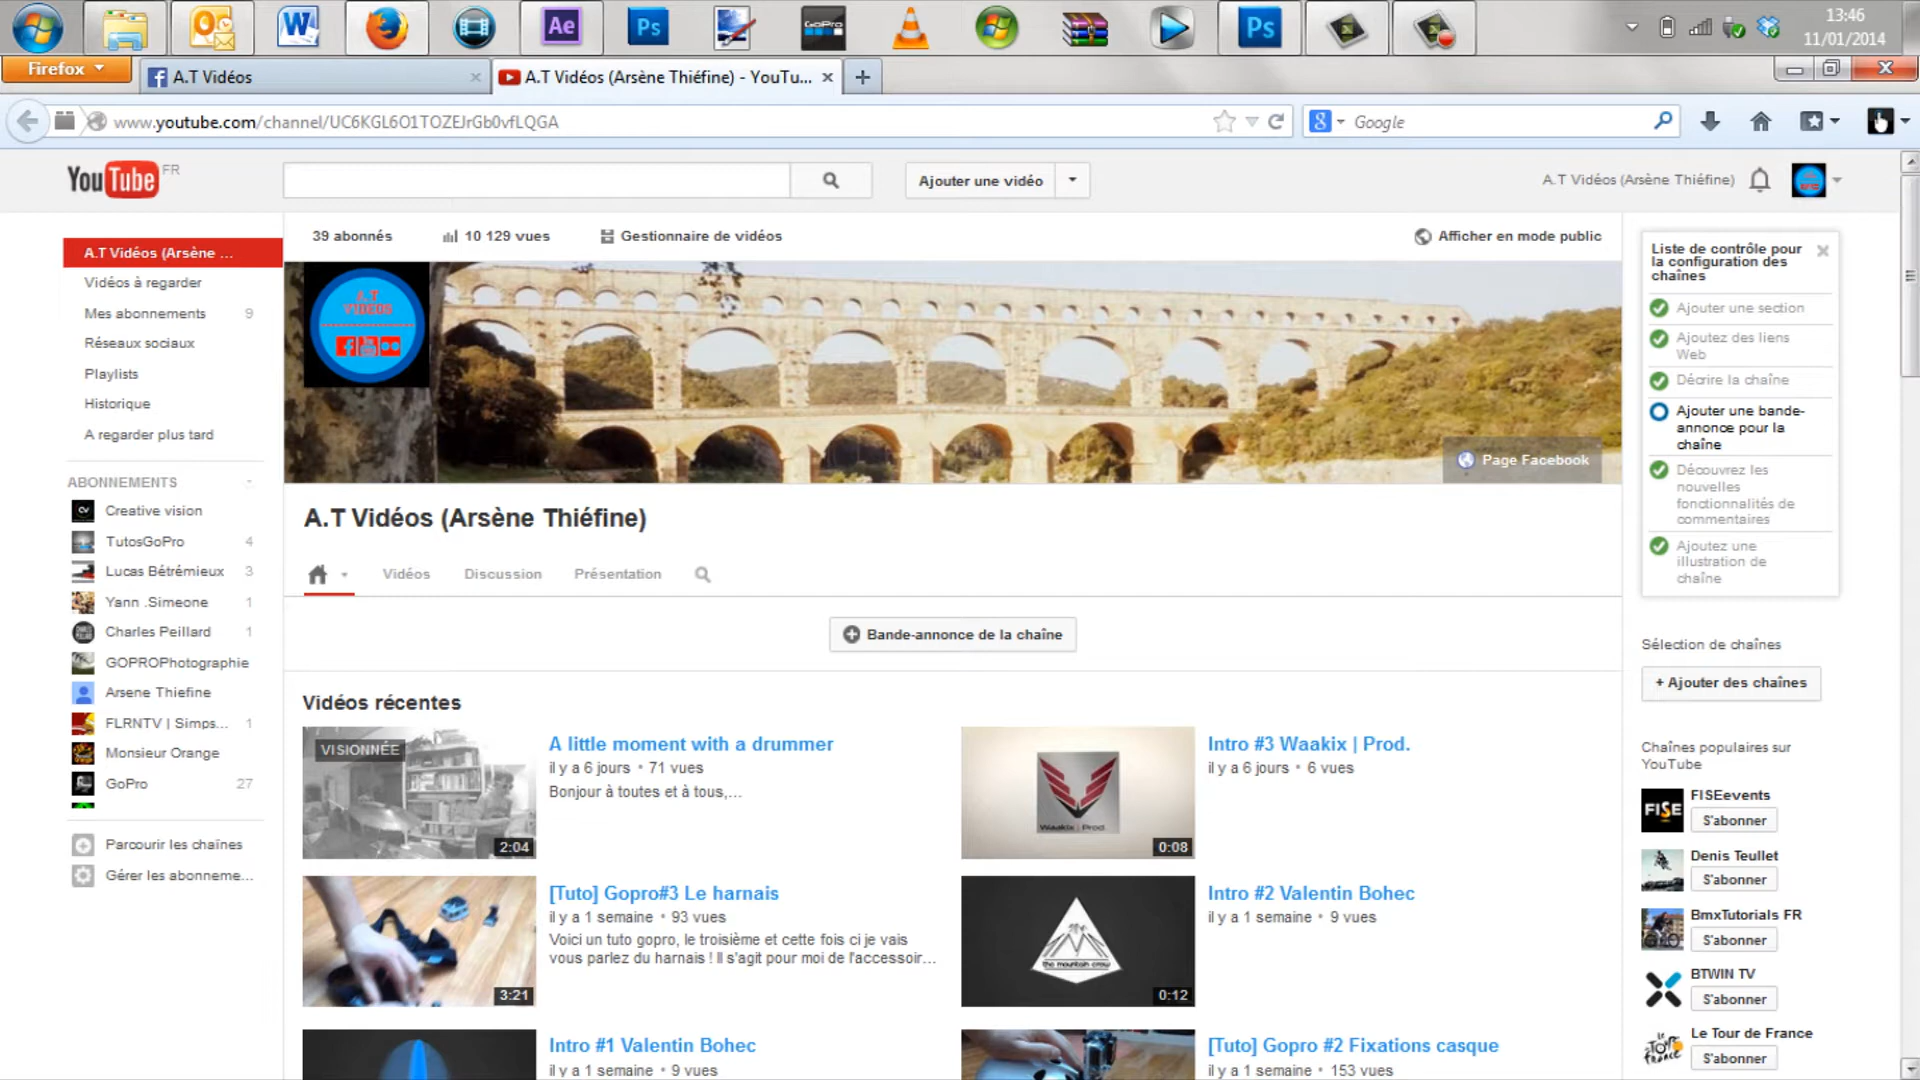 13:46
11/01/2014
Firefox
A.T Vidéos
A.T Vidéos (Arsène Thiéfine) - YouTu...
www.youtube.com/channel/UC6KGL6O1TOZEJrGb0vfLQGA
Google
YouTube FR
Ajouter une vidéo
A.T Vidéos (Arsène Thiéfine)
A.T Vidéos (Arsène ...
Vidéos à regarder
Mes abonnements 9
Réseaux sociaux
Playlists
Historique
A regarder plus tard
ABONNEMENTS
Creative vision
TutosGoPro 4
Lucas Bétrémieux 3
Yann .Simeone 1
Charles Peillard 1
GOPROPhotographie
Arsene Thiefine
FLRNTV | Simps... 1
Monsieur Orange
GoPro 27
Parcourir les chaînes
Gérer les abonneme...
39 abonnés
10 129 vues
Gestionnaire de vidéos
Afficher en mode public
A.T
VIDEOS
Page Facebook
A.T Vidéos (Arsène Thiéfine)
Vidéos
Discussion
Présentation
Bande-annonce de la chaîne
Vidéos récentes
VISIONNÉE
2:04
A little moment with a drummer
il y a 6 jours • 71 vues
Bonjour à toutes et à tous,...
Waakix | Prod.
0:08
Intro #3 Waakix | Prod.
il y a 6 jours • 6 vues
3:21
[Tuto] Gopro#3 Le harnais
il y a 1 semaine • 93 vues
Voici un tuto gopro, le troisième et cette fois ci je vais
vous parlez du harnais ! Il s'agit pour moi de l'accessoir...
the mountain crew
0:12
Intro #2 Valentin Bohec
il y a 1 semaine • 9 vues
Intro #1 Valentin Bohec
il y a 1 semaine • 9 vues
[Tuto] Gopro #2 Fixations casque
il y a 1 semaine • 153 vues
Liste de contrôle pour
la configuration des
chaînes
Ajouter une section
Ajoutez des liens
Web
Décrire la chaîne
Ajouter une bande-
annonce pour la
chaîne
Découvrez les
nouvelles
fonctionnalités de
commentaires
Ajoutez une
illustration de
chaîne
Sélection de chaînes
+ Ajouter des chaînes
Chaînes populaires sur
YouTube
FISE
FISEevents
S'abonner
Denis Teullet
S'abonner
BmxTutorials FR
S'abonner
BTWIN TV
S'abonner
Le Tour de France
S'abonner